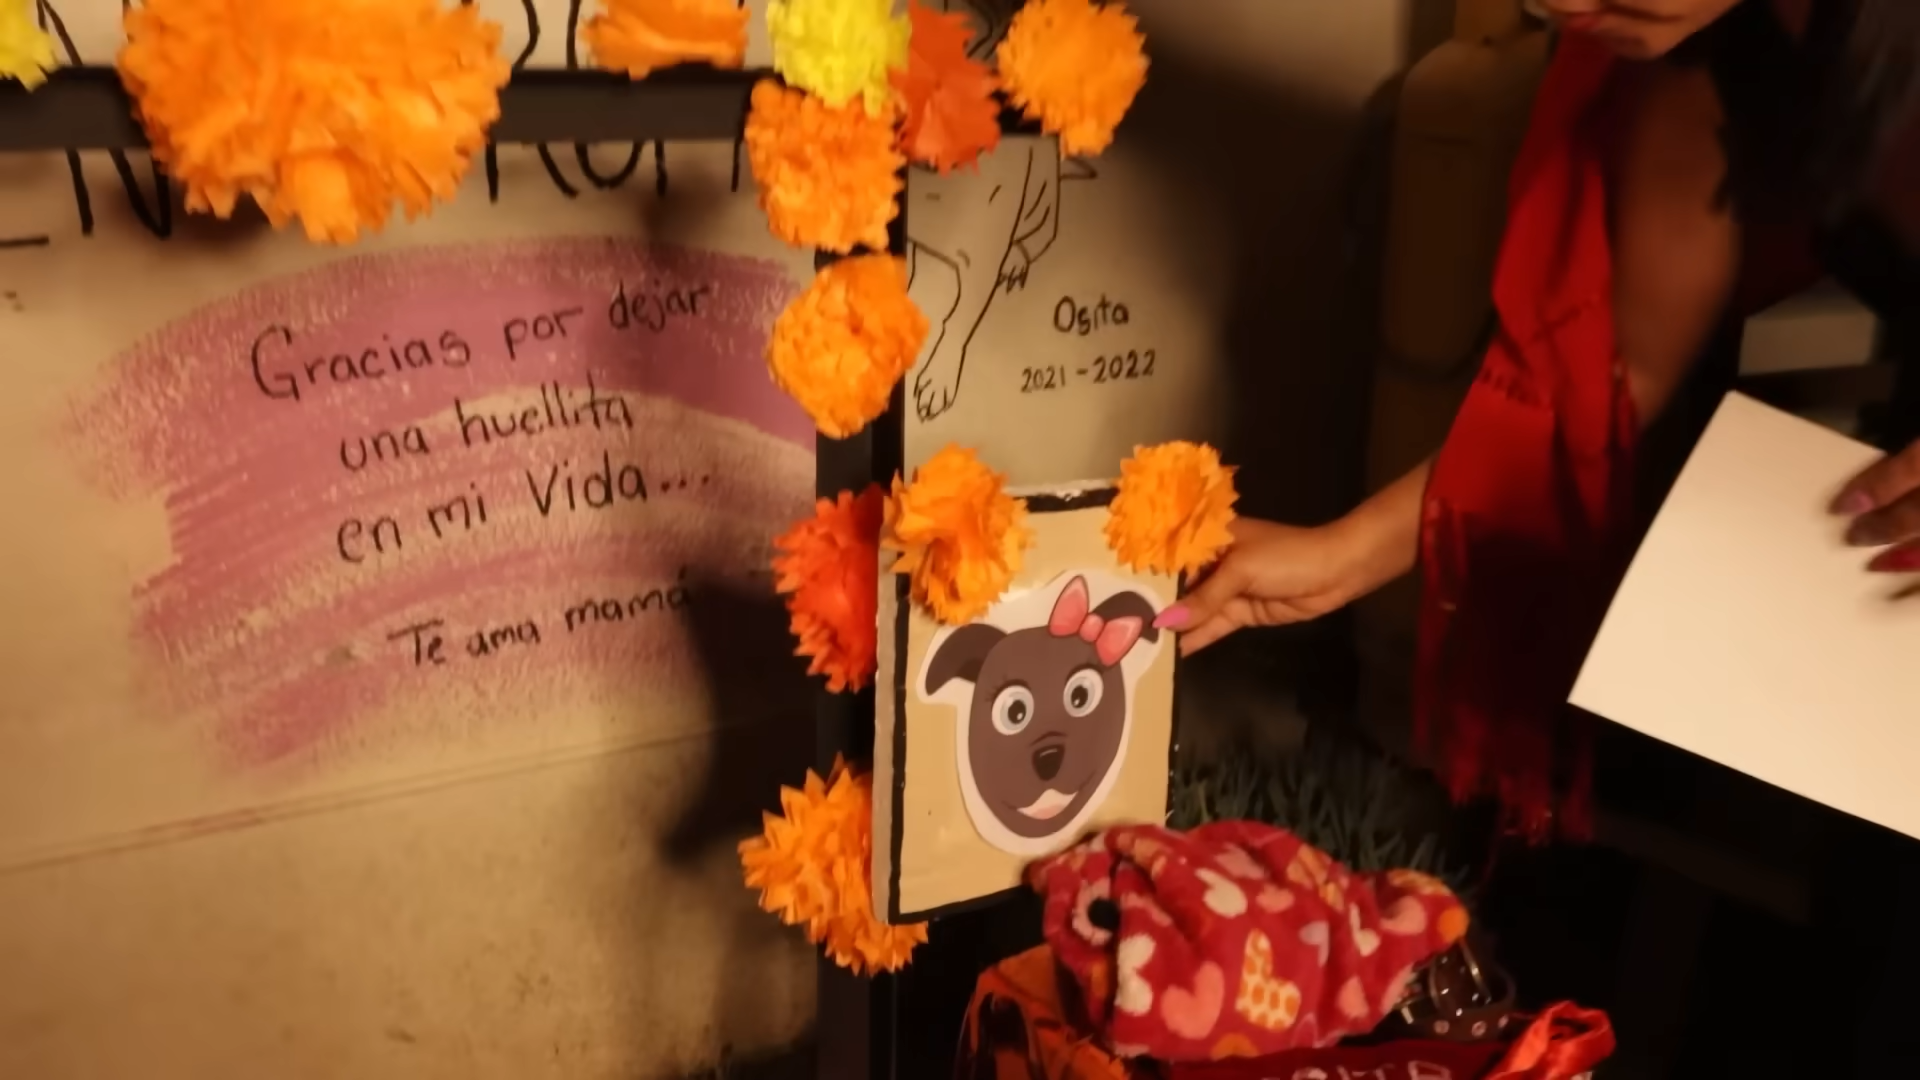 Gracias por dejar
una huellita
en mi Vida...
Te ama mamá
Osita
2021-2022